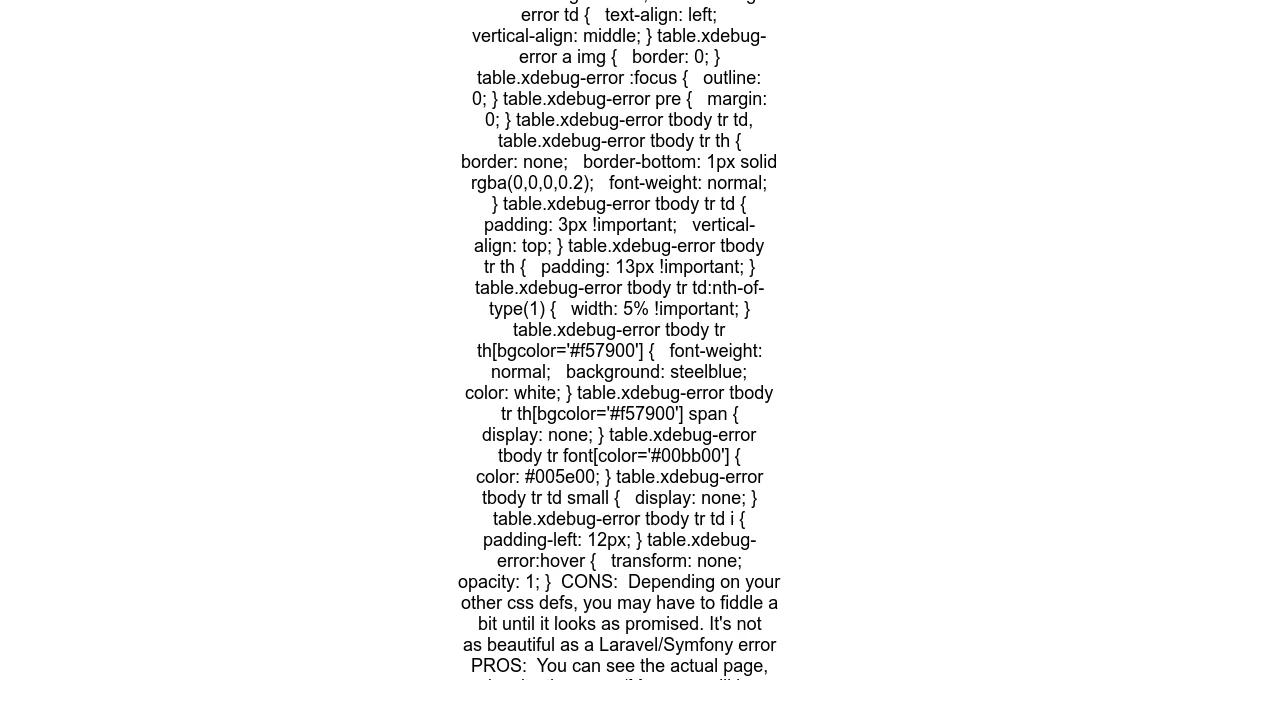 error td {   text-align: left;
vertical-align: middle; } table.xdebug-
error a img {   border: 0; }
table.xdebug-error :focus {   outline:
0; } table.xdebug-error pre {   margin:
0; } table.xdebug-error tbody tr td,
table.xdebug-error tbody tr th {
border: none;   border-bottom: 1px solid
rgba(0,0,0,0.2);   font-weight: normal;
} table.xdebug-error tbody tr td {
padding: 3px !important;   vertical-
align: top; } table.xdebug-error tbody
tr th {   padding: 13px !important; }
table.xdebug-error tbody tr td:nth-of-
type(1) {   width: 5% !important; }
table.xdebug-error tbody tr
th[bgcolor='#f57900'] {   font-weight:
normal;   background: steelblue;
color: white; } table.xdebug-error tbody
tr th[bgcolor='#f57900'] span {
display: none; } table.xdebug-error
tbody tr font[color='#00bb00'] {
color: #005e00; } table.xdebug-error
tbody tr td small {   display: none; }
table.xdebug-error tbody tr td i {
padding-left: 12px; } table.xdebug-
error:hover {   transform: none;
opacity: 1; }  CONS:  Depending on your
other css defs, you may have to fiddle a
bit until it looks as promised. It's not
as beautiful as a Laravel/Symfony error
PROS:  You can see the actual page,